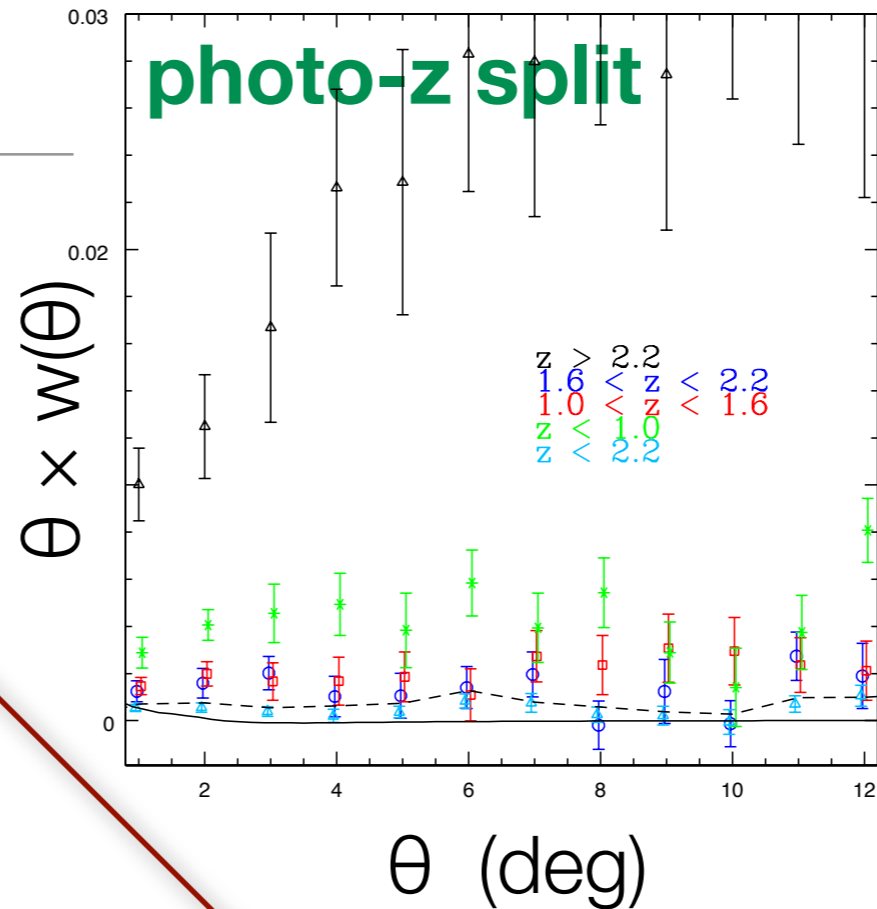 photo-z split
0.03
0.02
0
θ × w(θ)
z > 2.2
1.6 < z < 2.2
1.0 < z < 1.6
z < 1.0
z < 2.2
2 4 6 8 10 12
θ (deg)